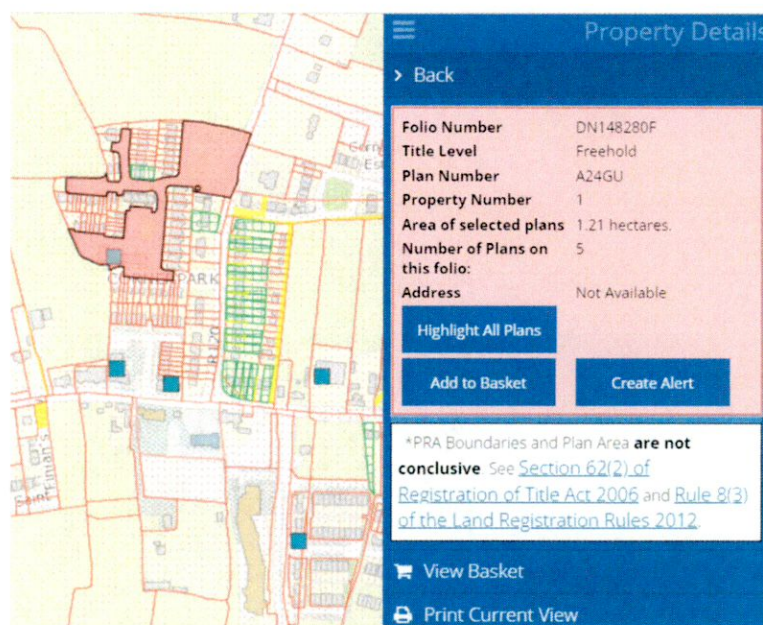 Property Details
> Back
Folio Number DN148280F
Title Level Freehold
Plan Number A24GU
Property Number 1
Area of selected plans 1.21 hectares.
Number of Plans on 5
this folio:
Address Not Available
Highlight All Plans
Add to Basket Create Alert
*PRA Boundaries and Plan Area are not
conclusive See Section 62(2) of
Registration of Title Act 2006 and Rule 8(3)
of the Land Registration Rules 2012.
View Basket
Print Current View
PARK
R 120
Saint Finian's